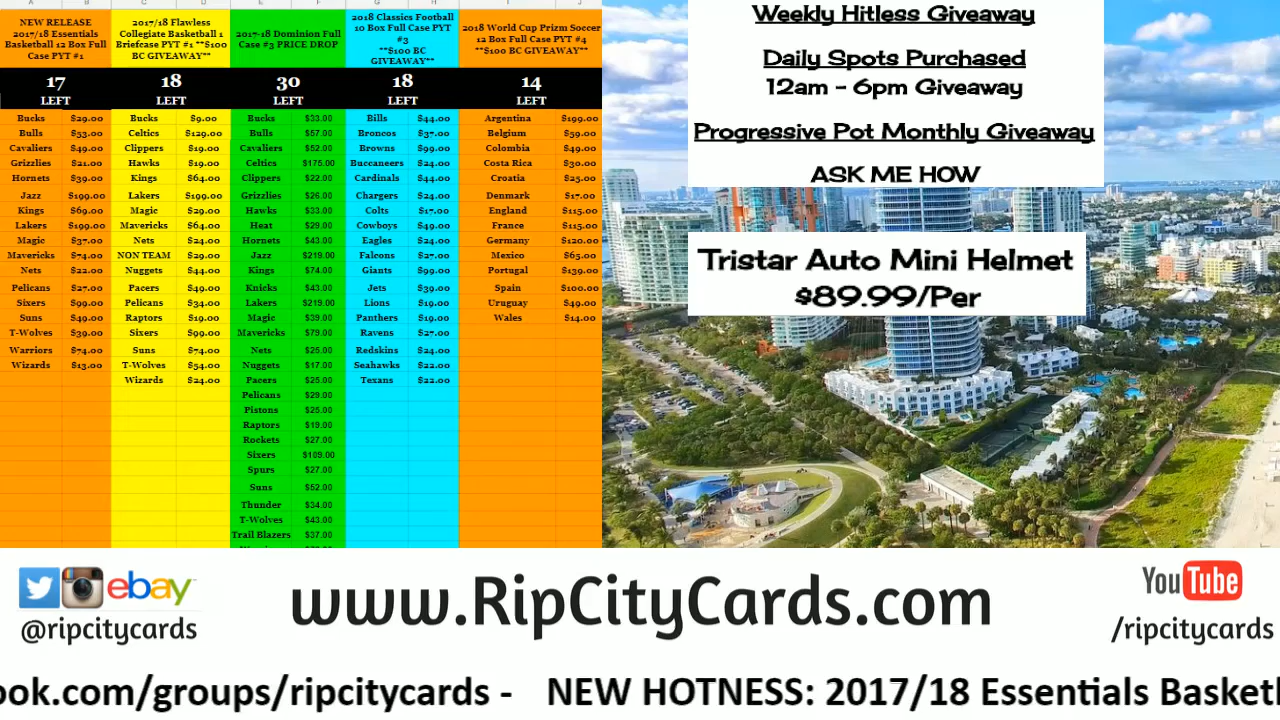 A B C D E F G H I J
NEW RELEASE
2017/18 Essentials
Basketball 12 Box Full
Case PYT #1
17
LEFT
Bucks $29.00
Bulls $53.00
Cavaliers $49.00
Grizzlies $21.00
Hornets $39.00
Jazz $199.00
Kings $69.00
Lakers $199.00
Magic $37.00
Mavericks $74.00
Nets $22.00
Pelicans $27.00
Sixers $99.00
Suns $49.00
T-Wolves $39.00
Warriors $74.00
Wizards $13.00
2017/18 Flawless
Collegiate Basketball 1
Briefcase PYT #1 **$100
BC GIVEAWAY**
18
LEFT
Bucks $9.00
Celtics $129.00
Clippers $19.00
Hawks $19.00
Kings $64.00
Lakers $199.00
Magic $29.00
Mavericks $64.00
Nets $24.00
NON TEAM $29.00
Nuggets $44.00
Pacers $49.00
Pelicans $34.00
Raptors $19.00
Sixers $99.00
Suns $74.00
T-Wolves $54.00
Wizards $24.00
2017-18 Dominion Full
Case #3 PRICE DROP
30
LEFT
Bucks $33.00
Bulls $57.00
Cavaliers $52.00
Celtics $175.00
Clippers $22.00
Grizzlies $26.00
Hawks $33.00
Heat $29.00
Hornets $43.00
Jazz $219.00
Kings $74.00
Knicks $43.00
Lakers $219.00
Magic $39.00
Mavericks $79.00
Nets $25.00
Nuggets $17.00
Pacers $25.00
Pelicans $29.00
Pistons $25.00
Raptors $19.00
Rockets $27.00
Sixers $109.00
Spurs $27.00
Suns $52.00
Thunder $34.00
T-Wolves $43.00
Trail Blazers $37.00
2018 Classics Football
10 Box Full Case PYT
#3
**$100 BC
GIVEAWAY**
18
LEFT
Bills $44.00
Broncos $37.00
Browns $99.00
Buccaneers $24.00
Cardinals $44.00
Chargers $24.00
Colts $17.00
Cowboys $49.00
Eagles $24.00
Falcons $27.00
Giants $99.00
Jets $39.00
Lions $19.00
Panthers $19.00
Ravens $27.00
Redskins $24.00
Seahawks $22.00
Texans $22.00
2018 World Cup Prizm Soccer
12 Box Full Case PYT #4
**$100 BC GIVEAWAY**
14
LEFT
Argentina $199.00
Belgium $59.00
Colombia $49.00
Costa Rica $30.00
Croatia $25.00
Denmark $17.00
England $115.00
France $115.00
Germany $120.00
Mexico $65.00
Portugal $139.00
Spain $100.00
Uruguay $49.00
Wales $14.00
Weekly Hitless Giveaway
Daily Spots Purchased
12am - 6pm Giveaway
Progressive Pot Monthly Giveaway
ASK ME HOW
Tristar Auto Mini Helmet
$89.99/Per
ebay
@ripcitycards
www.RipCityCards.com
YouTube
/ripcitycards
ook.com/groups/ripcitycards - NEW HOTNESS: 2017/18 Essentials Basketl